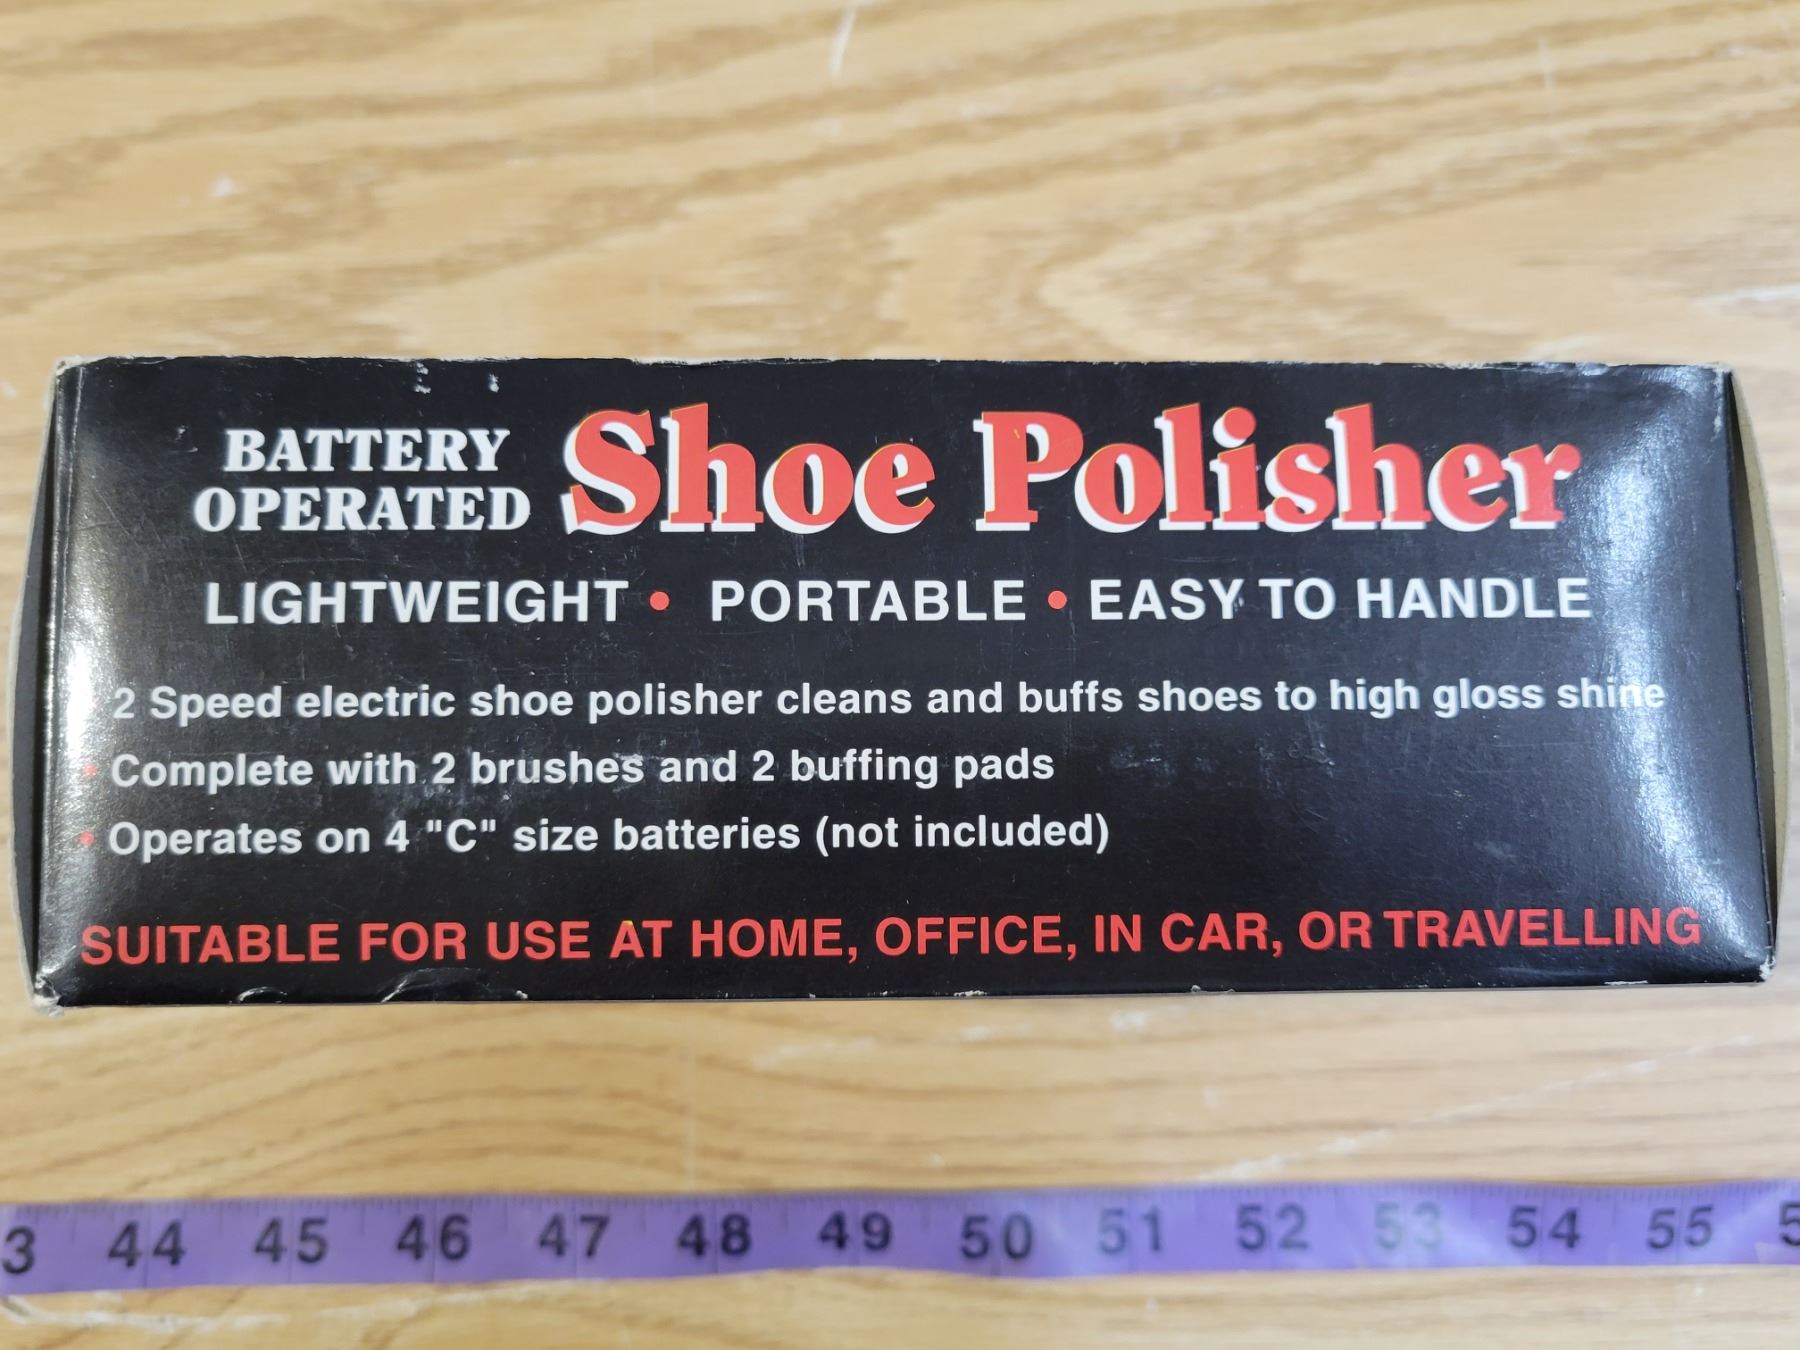 BATTERY
OPERATED
Shoe Polisher
LIGHTWEIGHT • PORTABLE • EASY TO HANDLE
2 Speed electric shoe polisher cleans and buffs shoes to high gloss shine
• Complete with 2 brushes and 2 buffing pads
• Operates on 4 "C" size batteries (not included)
SUITABLE FOR USE AT HOME, OFFICE, IN CAR, OR TRAVELLING
44 45 46 47 48 49 50 51 52 53 54 55